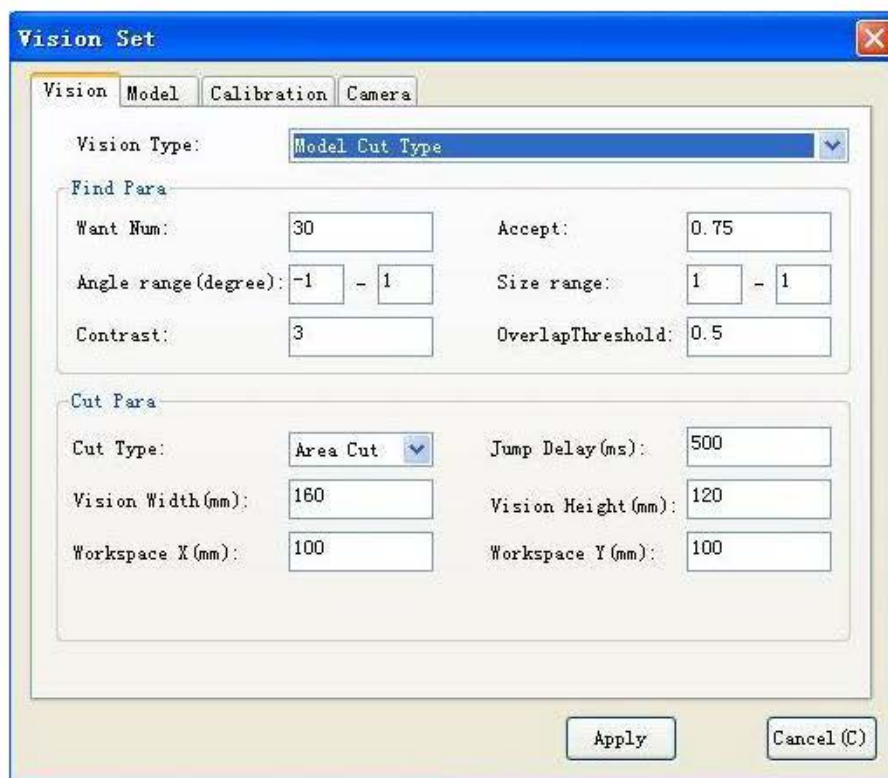 Vision Set
Vision Model Calibration Camera
Vision Type: Model Cut Type
Find Para
Want Num: 30 Accept: 0.75
Angle range(degree): -1 - 1 Size range: 1 - 1
Contrast: 3 OverlapThreshold: 0.5
Cut Para
Cut Type: Area Cut Jump Delay(ms): 500
Vision Width(mm): 160 Vision Height(mm): 120
Workspace X(mm): 100 Workspace Y(mm): 100
Apply Cancel(C)